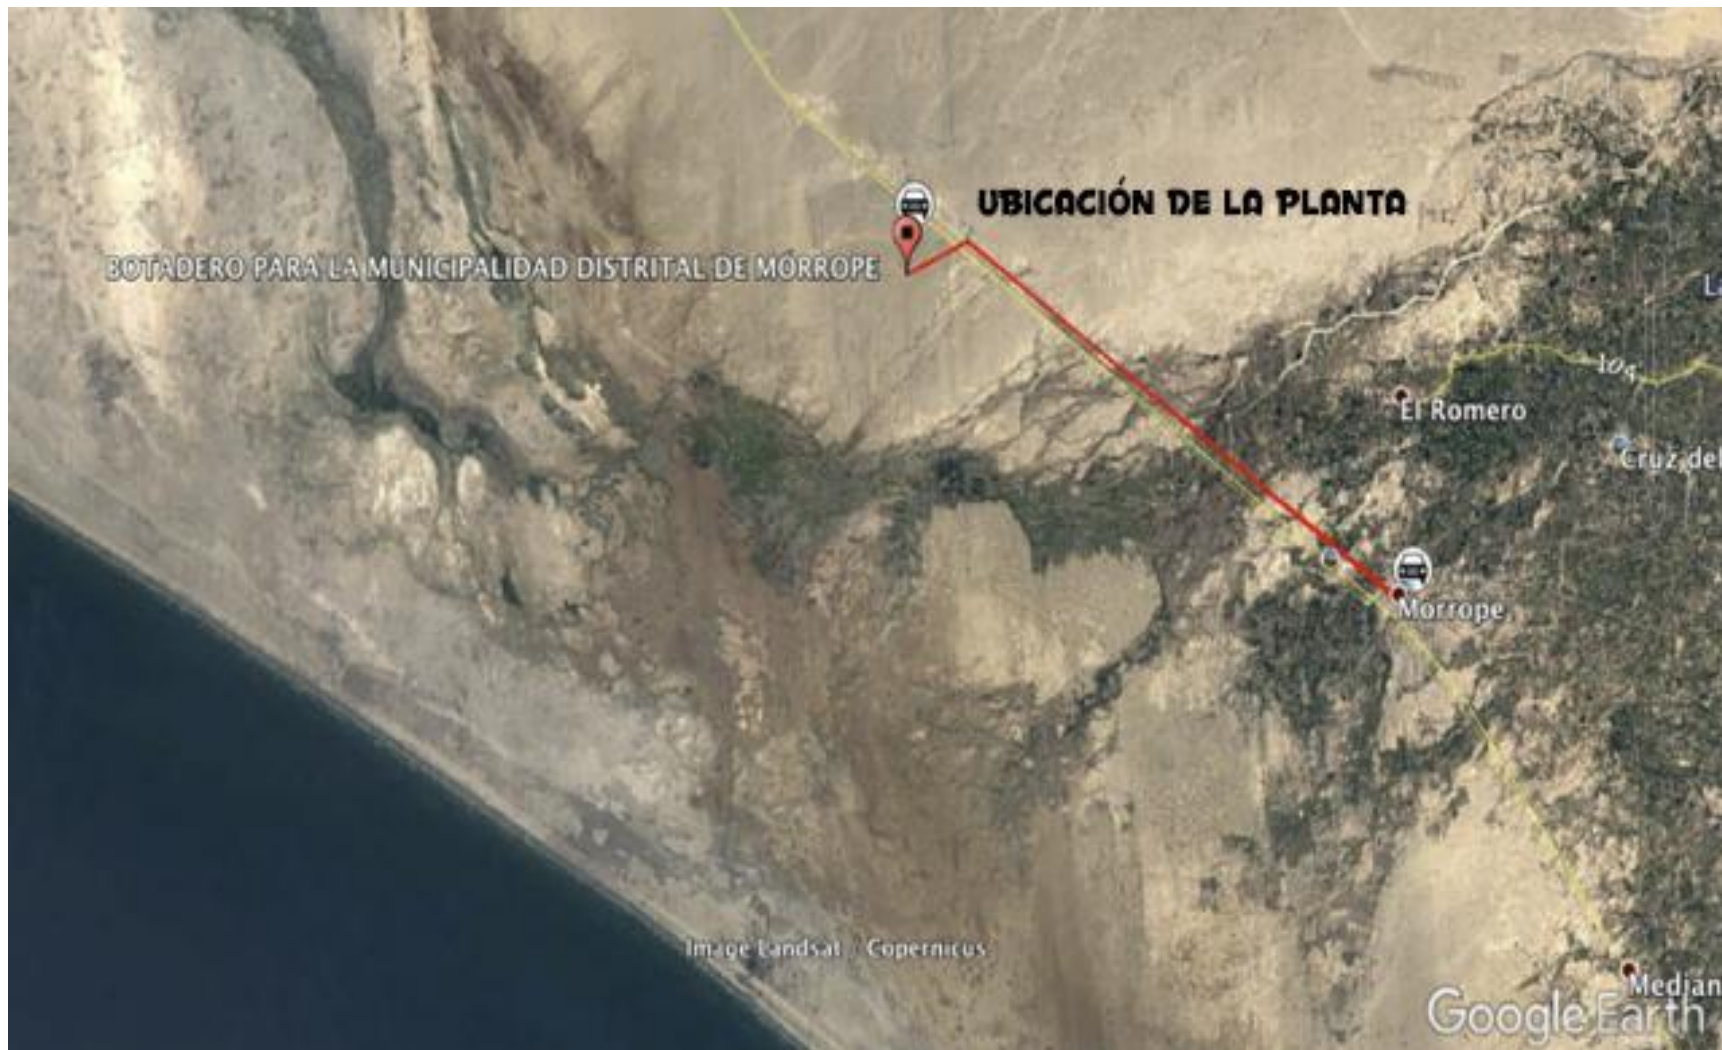 UBICACIÓN DE LA PLANTA
BOTADERO PARA LA MUNICIPALIDAD DISTRITAL DE MÓRROPE
104
El Romero
Cruz del
Morrope
Image Landsat / Copernicus
Median
Google Earth